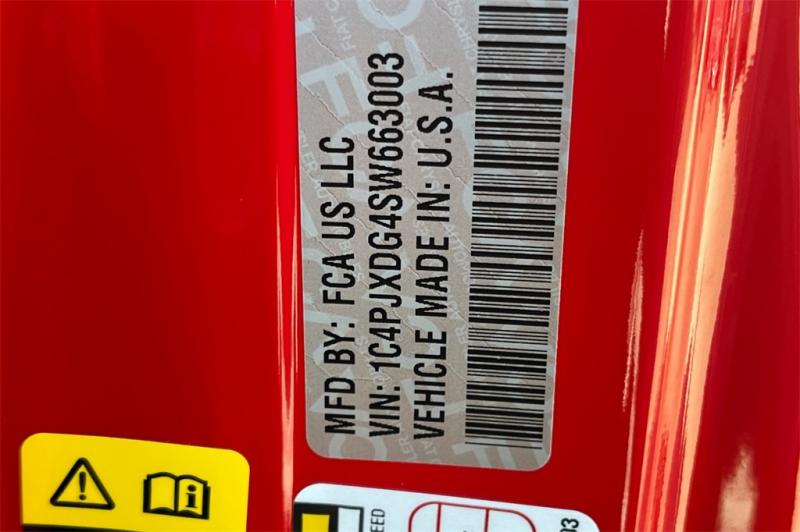 MFD BY: FCA US LLC
VIN: 1C4PJXDG4SW663003
VEHICLE MADE IN: U.S.A.